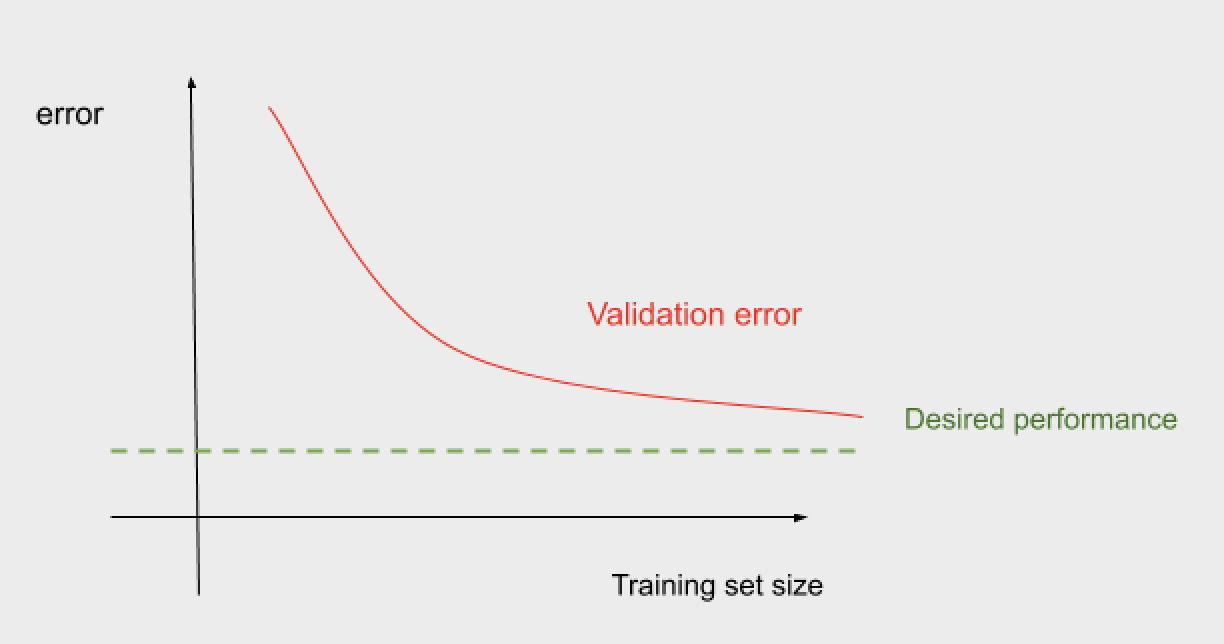 error
Validation error
Desired performance
Training set size